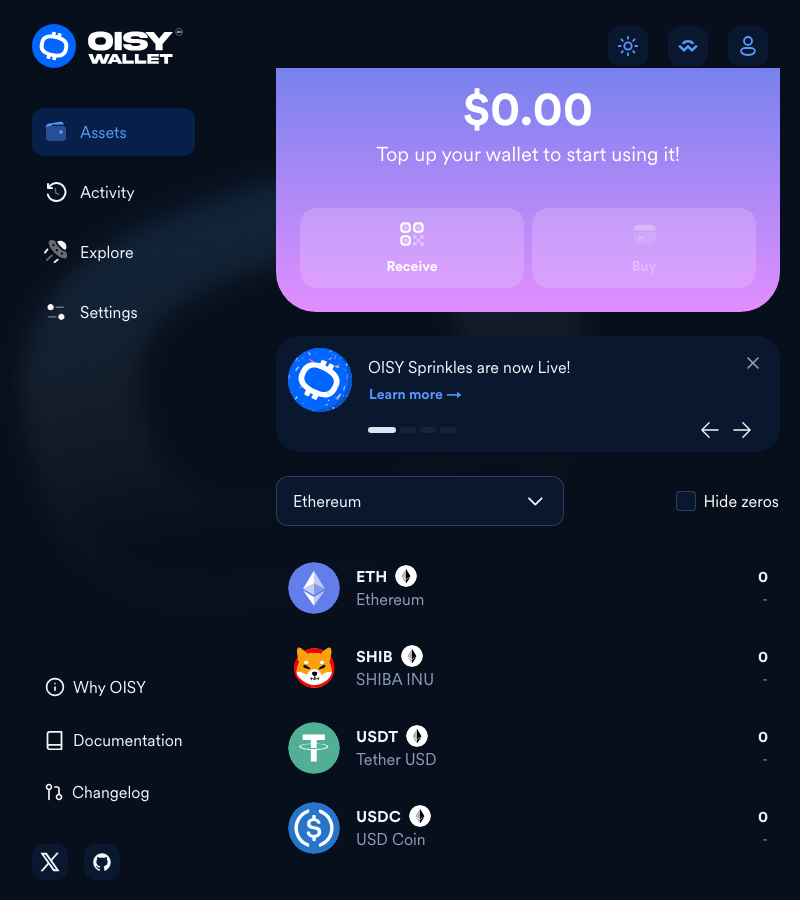 OISY
WALLET
Assets
Activity
Explore
Settings
$0.00
Top up your wallet to start using it!
Receive
Buy
OISY Sprinkles are now Live!
Learn more →
Ethereum
Hide zeros
ETH
0
Ethereum
-
SHIB
0
SHIBA INU
-
USDT
0
Tether USD
-
USDC
0
USD Coin
-
Why OISY
Documentation
Changelog